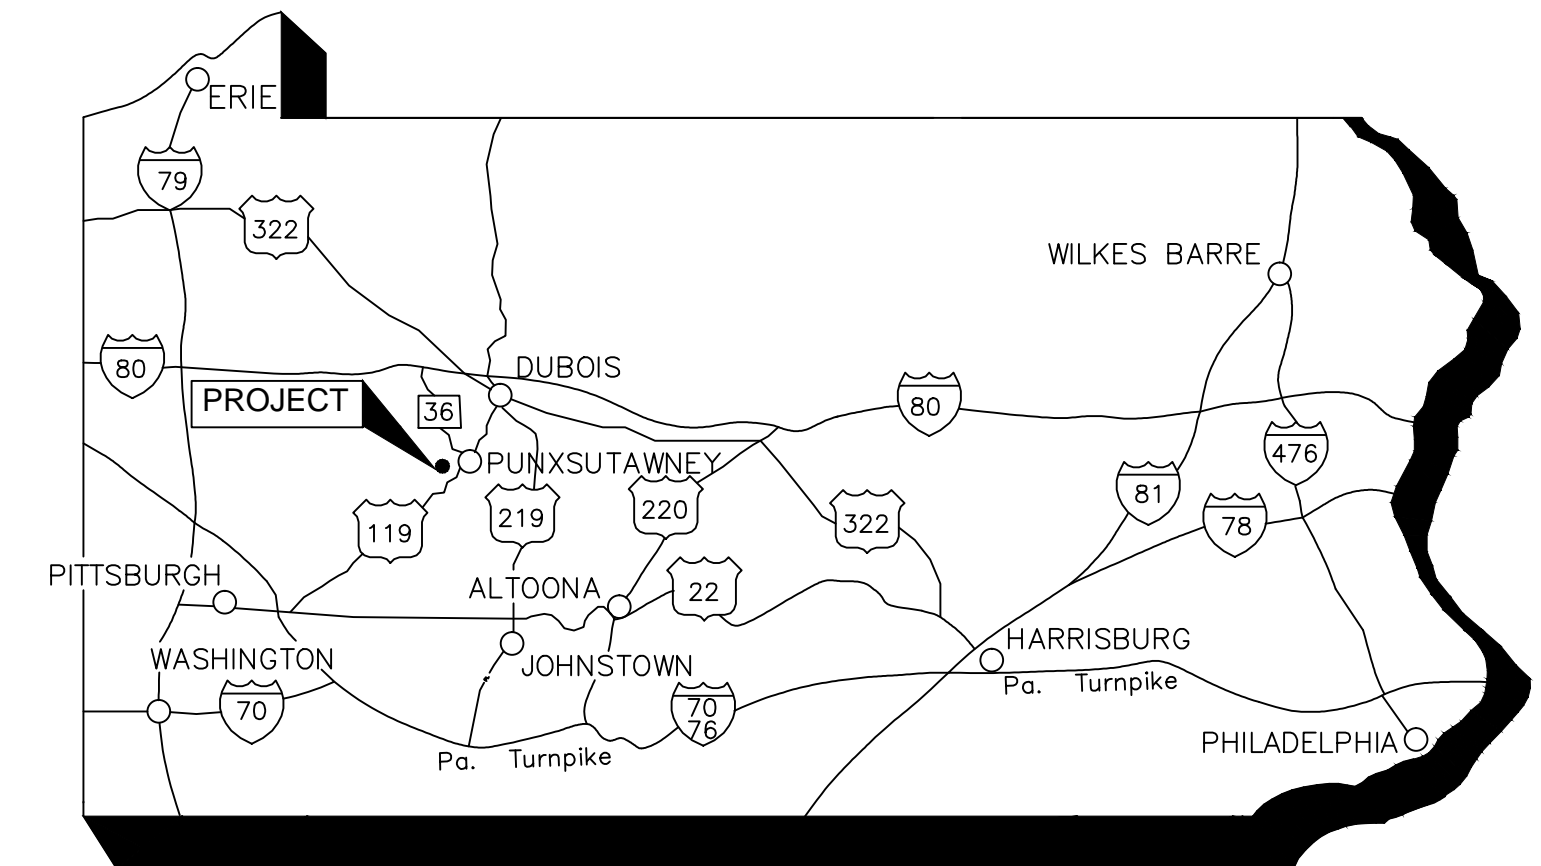 ERIE
79
322
WILKES BARRE
80
DUBOIS
PROJECT
36
80
PUNXSUTAWNEY
476
81
119
219
220
322
78
PITTSBURGH
ALTOONA
22
WASHINGTON
JOHNSTOWN
HARRISBURG
Pa. Turnpike
70
70
76
PHILADELPHIA
Pa. Turnpike